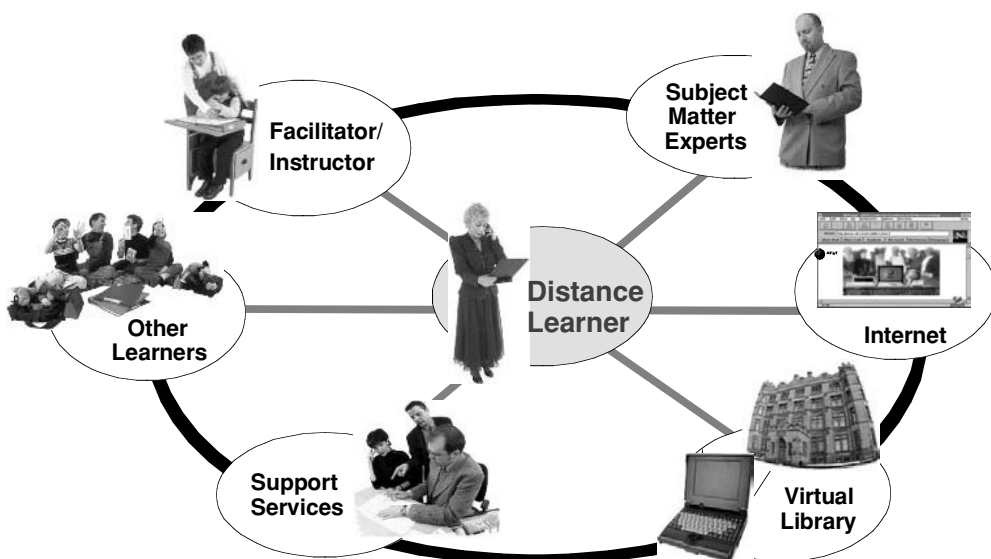 Facilitator/
Instructor
Subject
Matter
Experts
Distance
Learner
Other
Learners
Internet
Support
Services
Virtual
Library